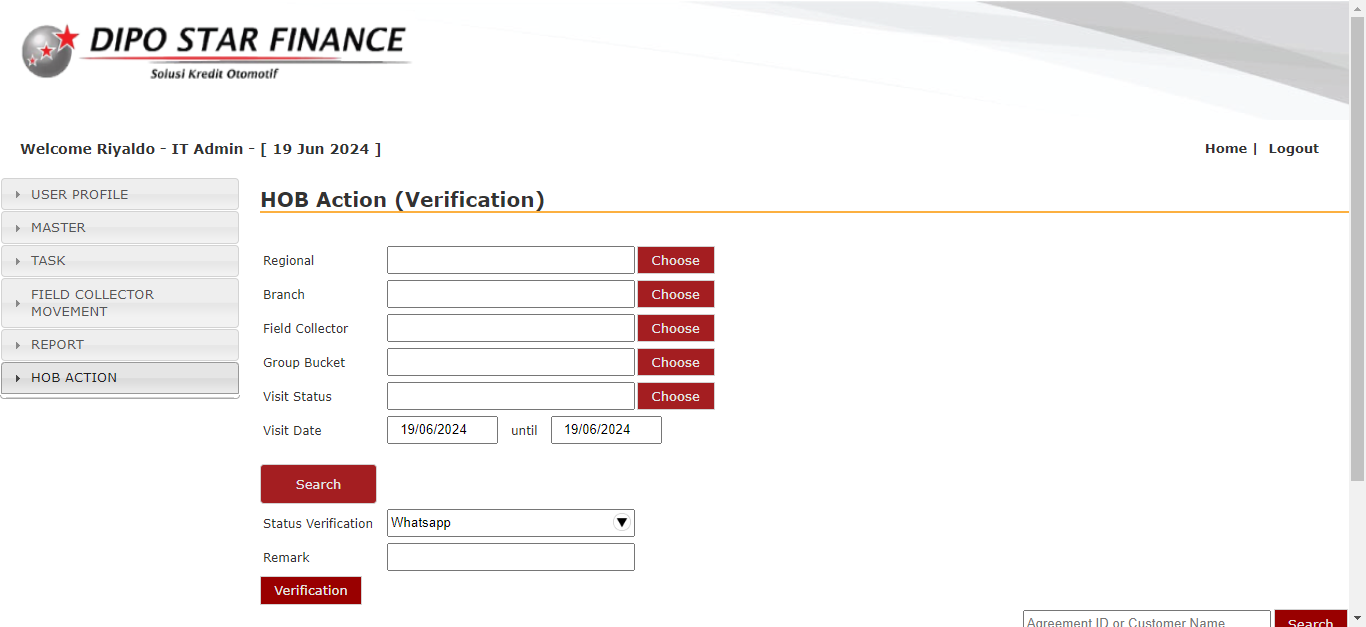 DIPO STAR FINANCE
Solusi Kredit Otomotif
Welcome Riyaldo - IT Admin - [ 19 Jun 2024 ]
Home | Logout
USER PROFILE
MASTER
TASK
FIELD COLLECTOR
MOVEMENT
REPORT
HOB ACTION
HOB Action (Verification)
Regional Choose
Branch Choose
Field Collector Choose
Group Bucket Choose
Visit Status Choose
Visit Date 19/06/2024 until 19/06/2024
Search
Status Verification Whatsapp
Remark
Verification
Agreement ID or Customer Name Search